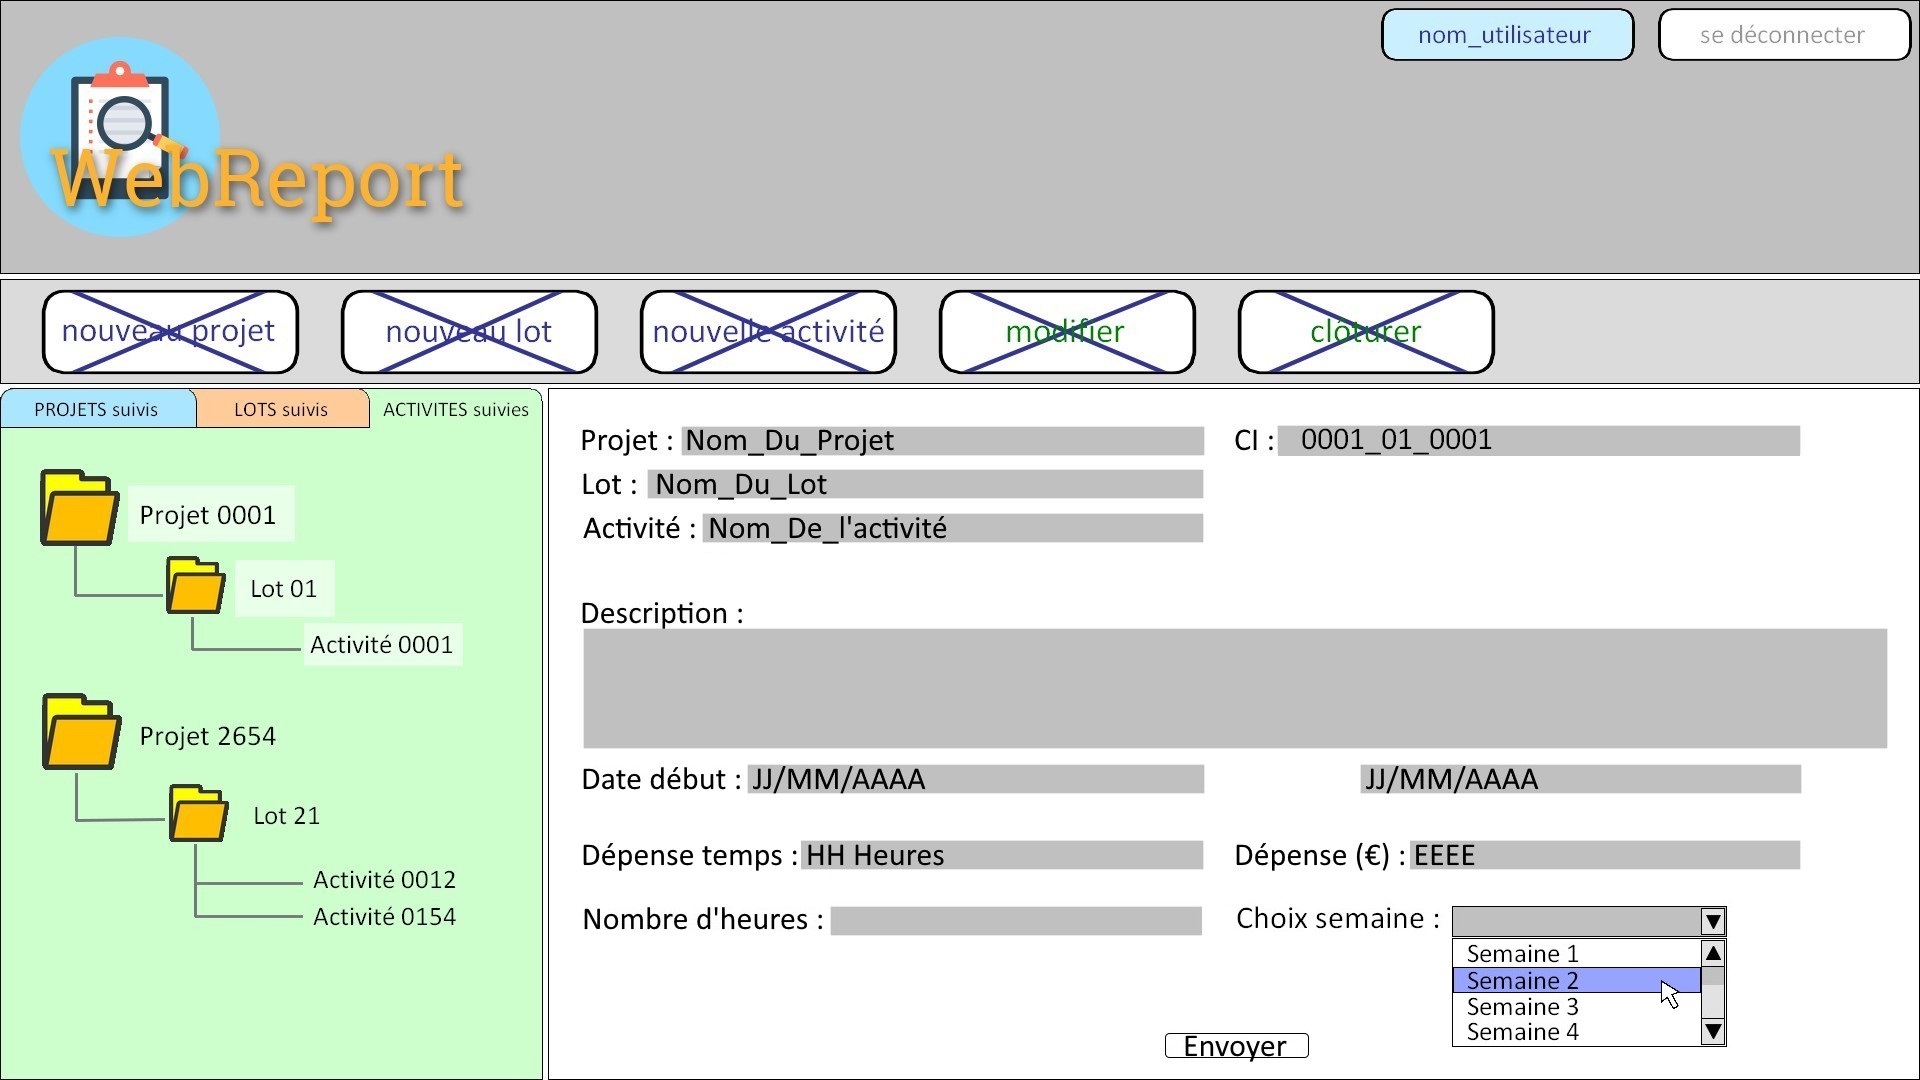 nom_utilisateur
se déconnecter
WebReport
nouveau projet
nouveau lot
nouvelle activité
modifier
clôturer
PROJETS suivis
LOTS suivis
ACTIVITES suivies
Projet 0001
Lot 01
Activité 0001
Projet 2654
Lot 21
Activité 0012
Activité 0154
Projet : Nom_Du_Projet
CI : 0001_01_0001
Lot : Nom_Du_Lot
Activité : Nom_De_l'activité
Description :
Date début : JJ/MM/AAAA
JJ/MM/AAAA
Dépense temps : HH Heures
Dépense (€) : EEEE
Nombre d'heures :
Choix semaine :
Semaine 1
Semaine 2
Semaine 3
Semaine 4
Envoyer